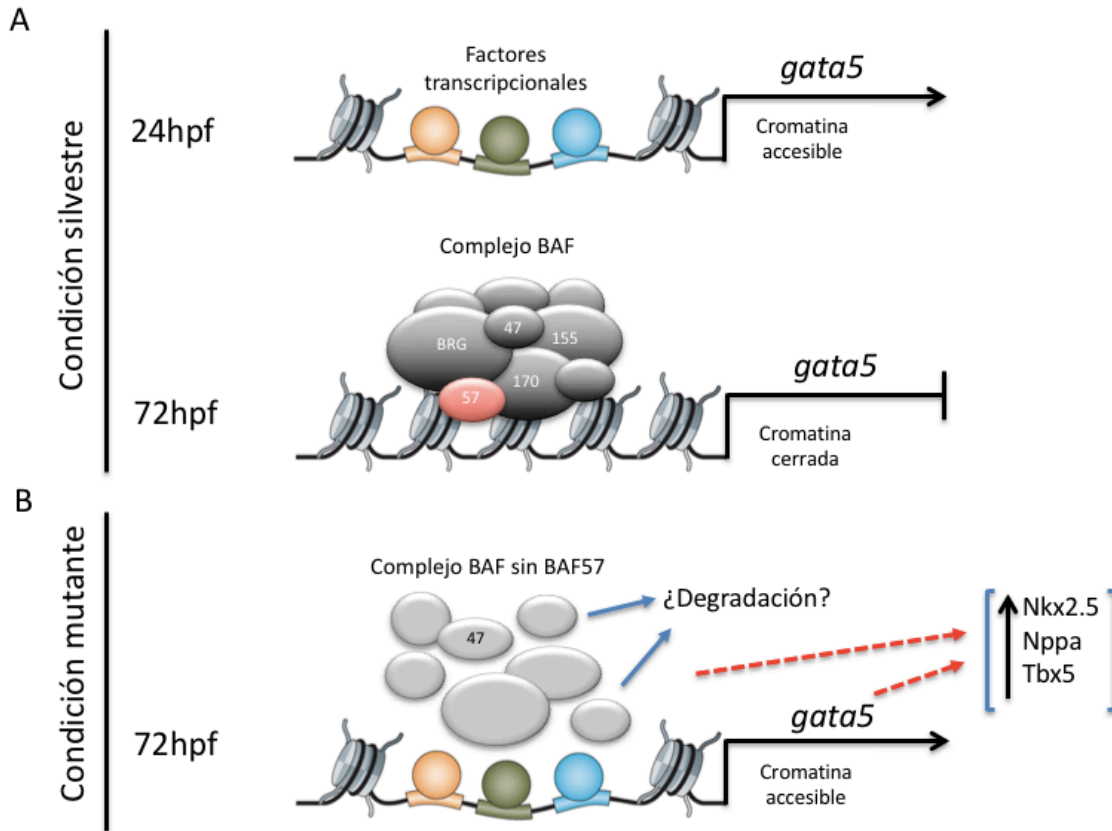 A
Condición silvestre
24hpf
Factores
transcripcionales
gata5
Cromatina
accesible
72hpf
Complejo BAF
BRG
47
155
170
57
gata5
Cromatina
cerrada
B
Condición mutante
72hpf
Complejo BAF sin BAF57
47
¿Degradación?
Nkx2.5
Nppa
Tbx5
gata5
Cromatina
accesible